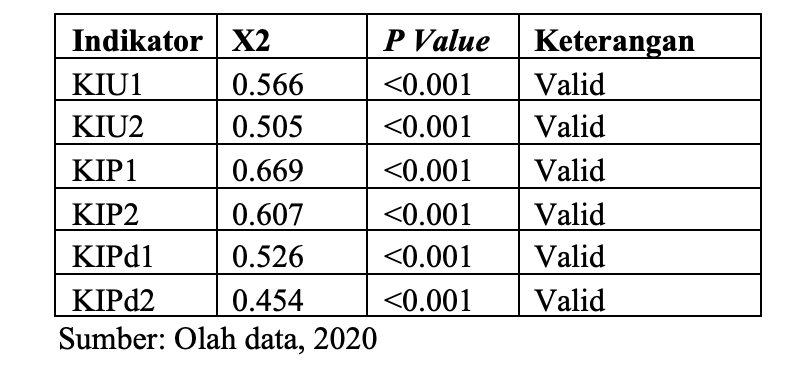 Indikator X2 P Value Keterangan
KIU1 0.566 <0.001 Valid
KIU2 0.505 <0.001 Valid
KIP1 0.669 <0.001 Valid
KIP2 0.607 <0.001 Valid
KIPd1 0.526 <0.001 Valid
KIPd2 0.454 <0.001 Valid
Sumber: Olah data, 2020